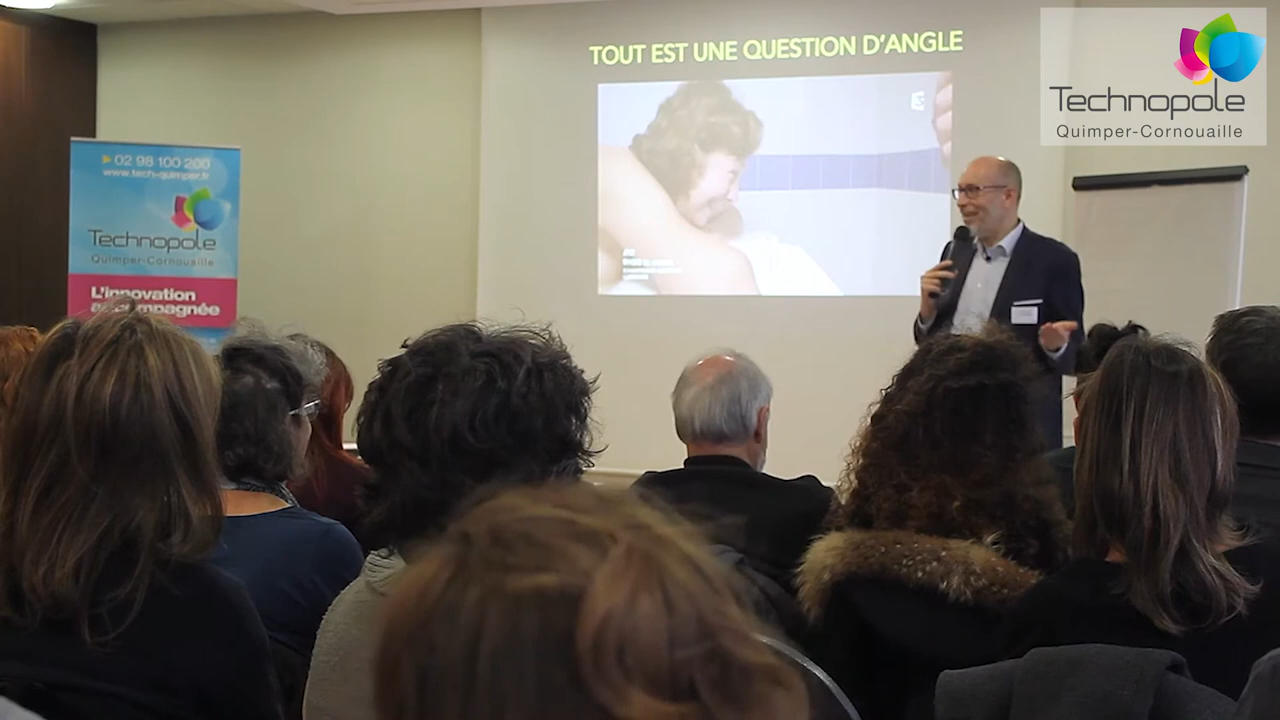 TOUT EST UNE QUESTION D'ANGLE
Technopole
Quimper-Cornouaille
02 98 100 200
www.tech-quimper.fr
Technopole
Quimper-Cornouaille
L'innovation
accompagnée